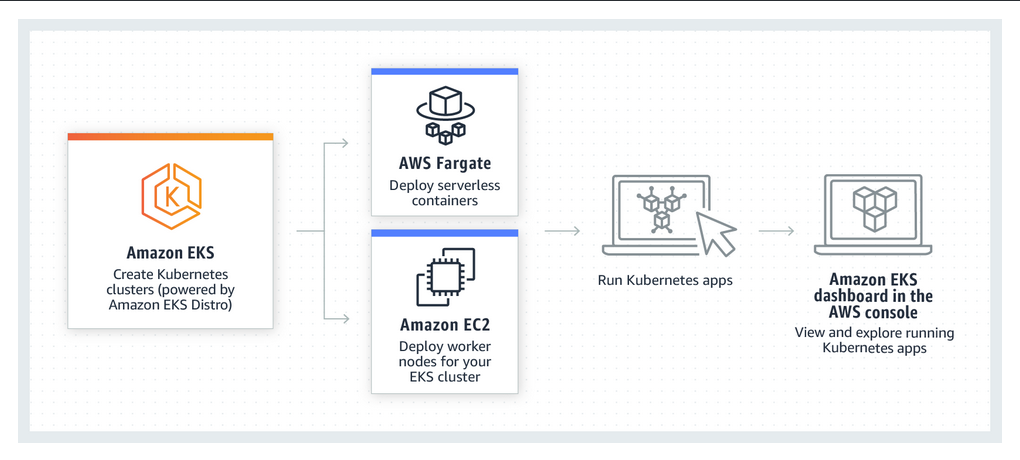 Amazon EKS
Create Kubernetes
clusters (powered by
Amazon EKS Distro)
AWS Fargate
Deploy serverless
containers
Amazon EC2
Deploy worker
nodes for your
EKS cluster
Run Kubernetes apps
Amazon EKS
dashboard in the
AWS console
View and explore running
Kubernetes apps